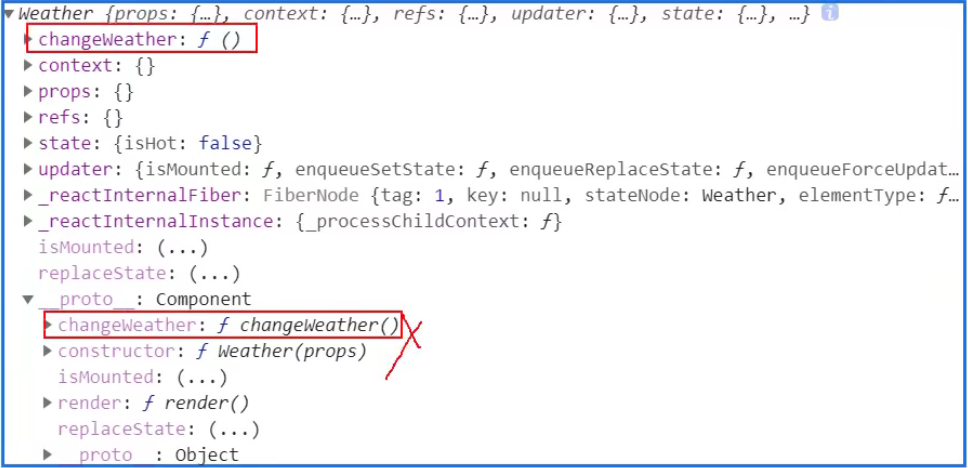 Weather {props: {…}, context: {…}, refs: {…}, updater: {…}, state: {…}, …} i
changeWeather: ƒ ()
context: {}
props: {}
refs: {}
state: {isHot: false}
updater: {isMounted: ƒ, enqueueSetState: ƒ, enqueueReplaceState: ƒ, enqueueForceUpdat…
_reactInternalFiber: FiberNode {tag: 1, key: null, stateNode: Weather, elementType: ƒ…
_reactInternalInstance: {_processChildContext: ƒ}
isMounted: (...)
replaceState: (...)
__proto__: Component
changeWeather: ƒ changeWeather()
constructor: ƒ Weather(props)
isMounted: (...)
render: ƒ render()
replaceState: (...)
__proto__: Object